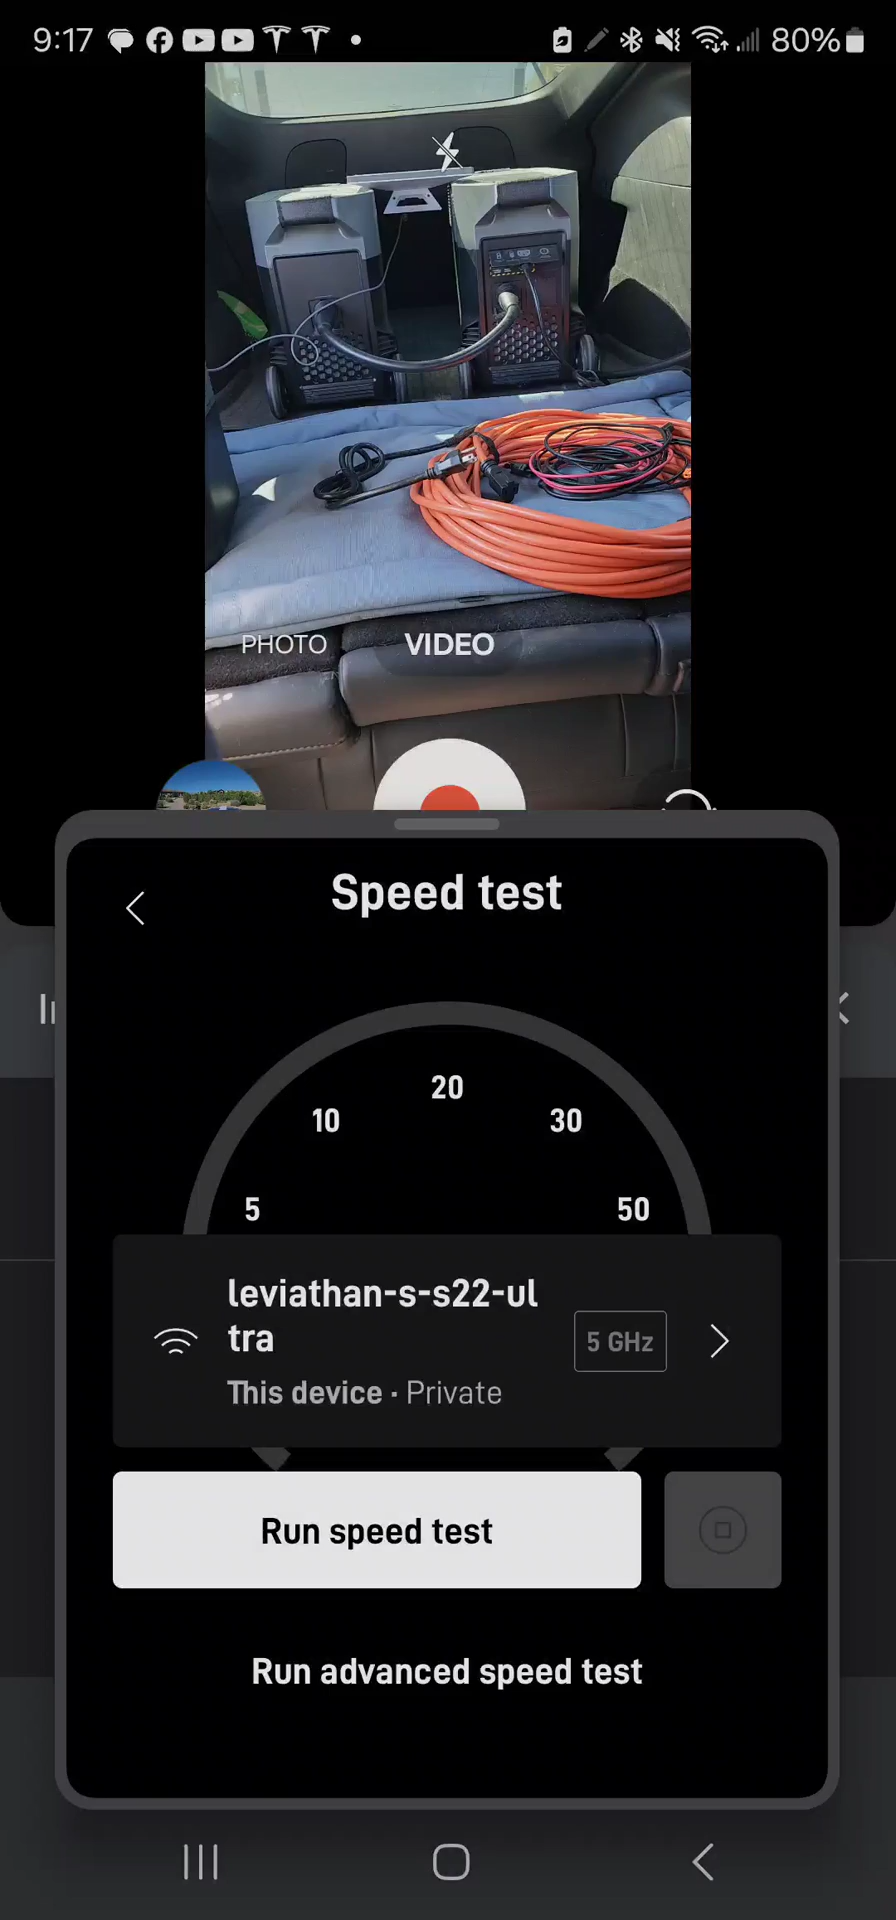 9:17
80%
PHOTO
VIDEO
Speed test
20
10
30
5
50
leviathan-s-s22-ul
tra
5 GHz
This device · Private
Run speed test
Run advanced speed test